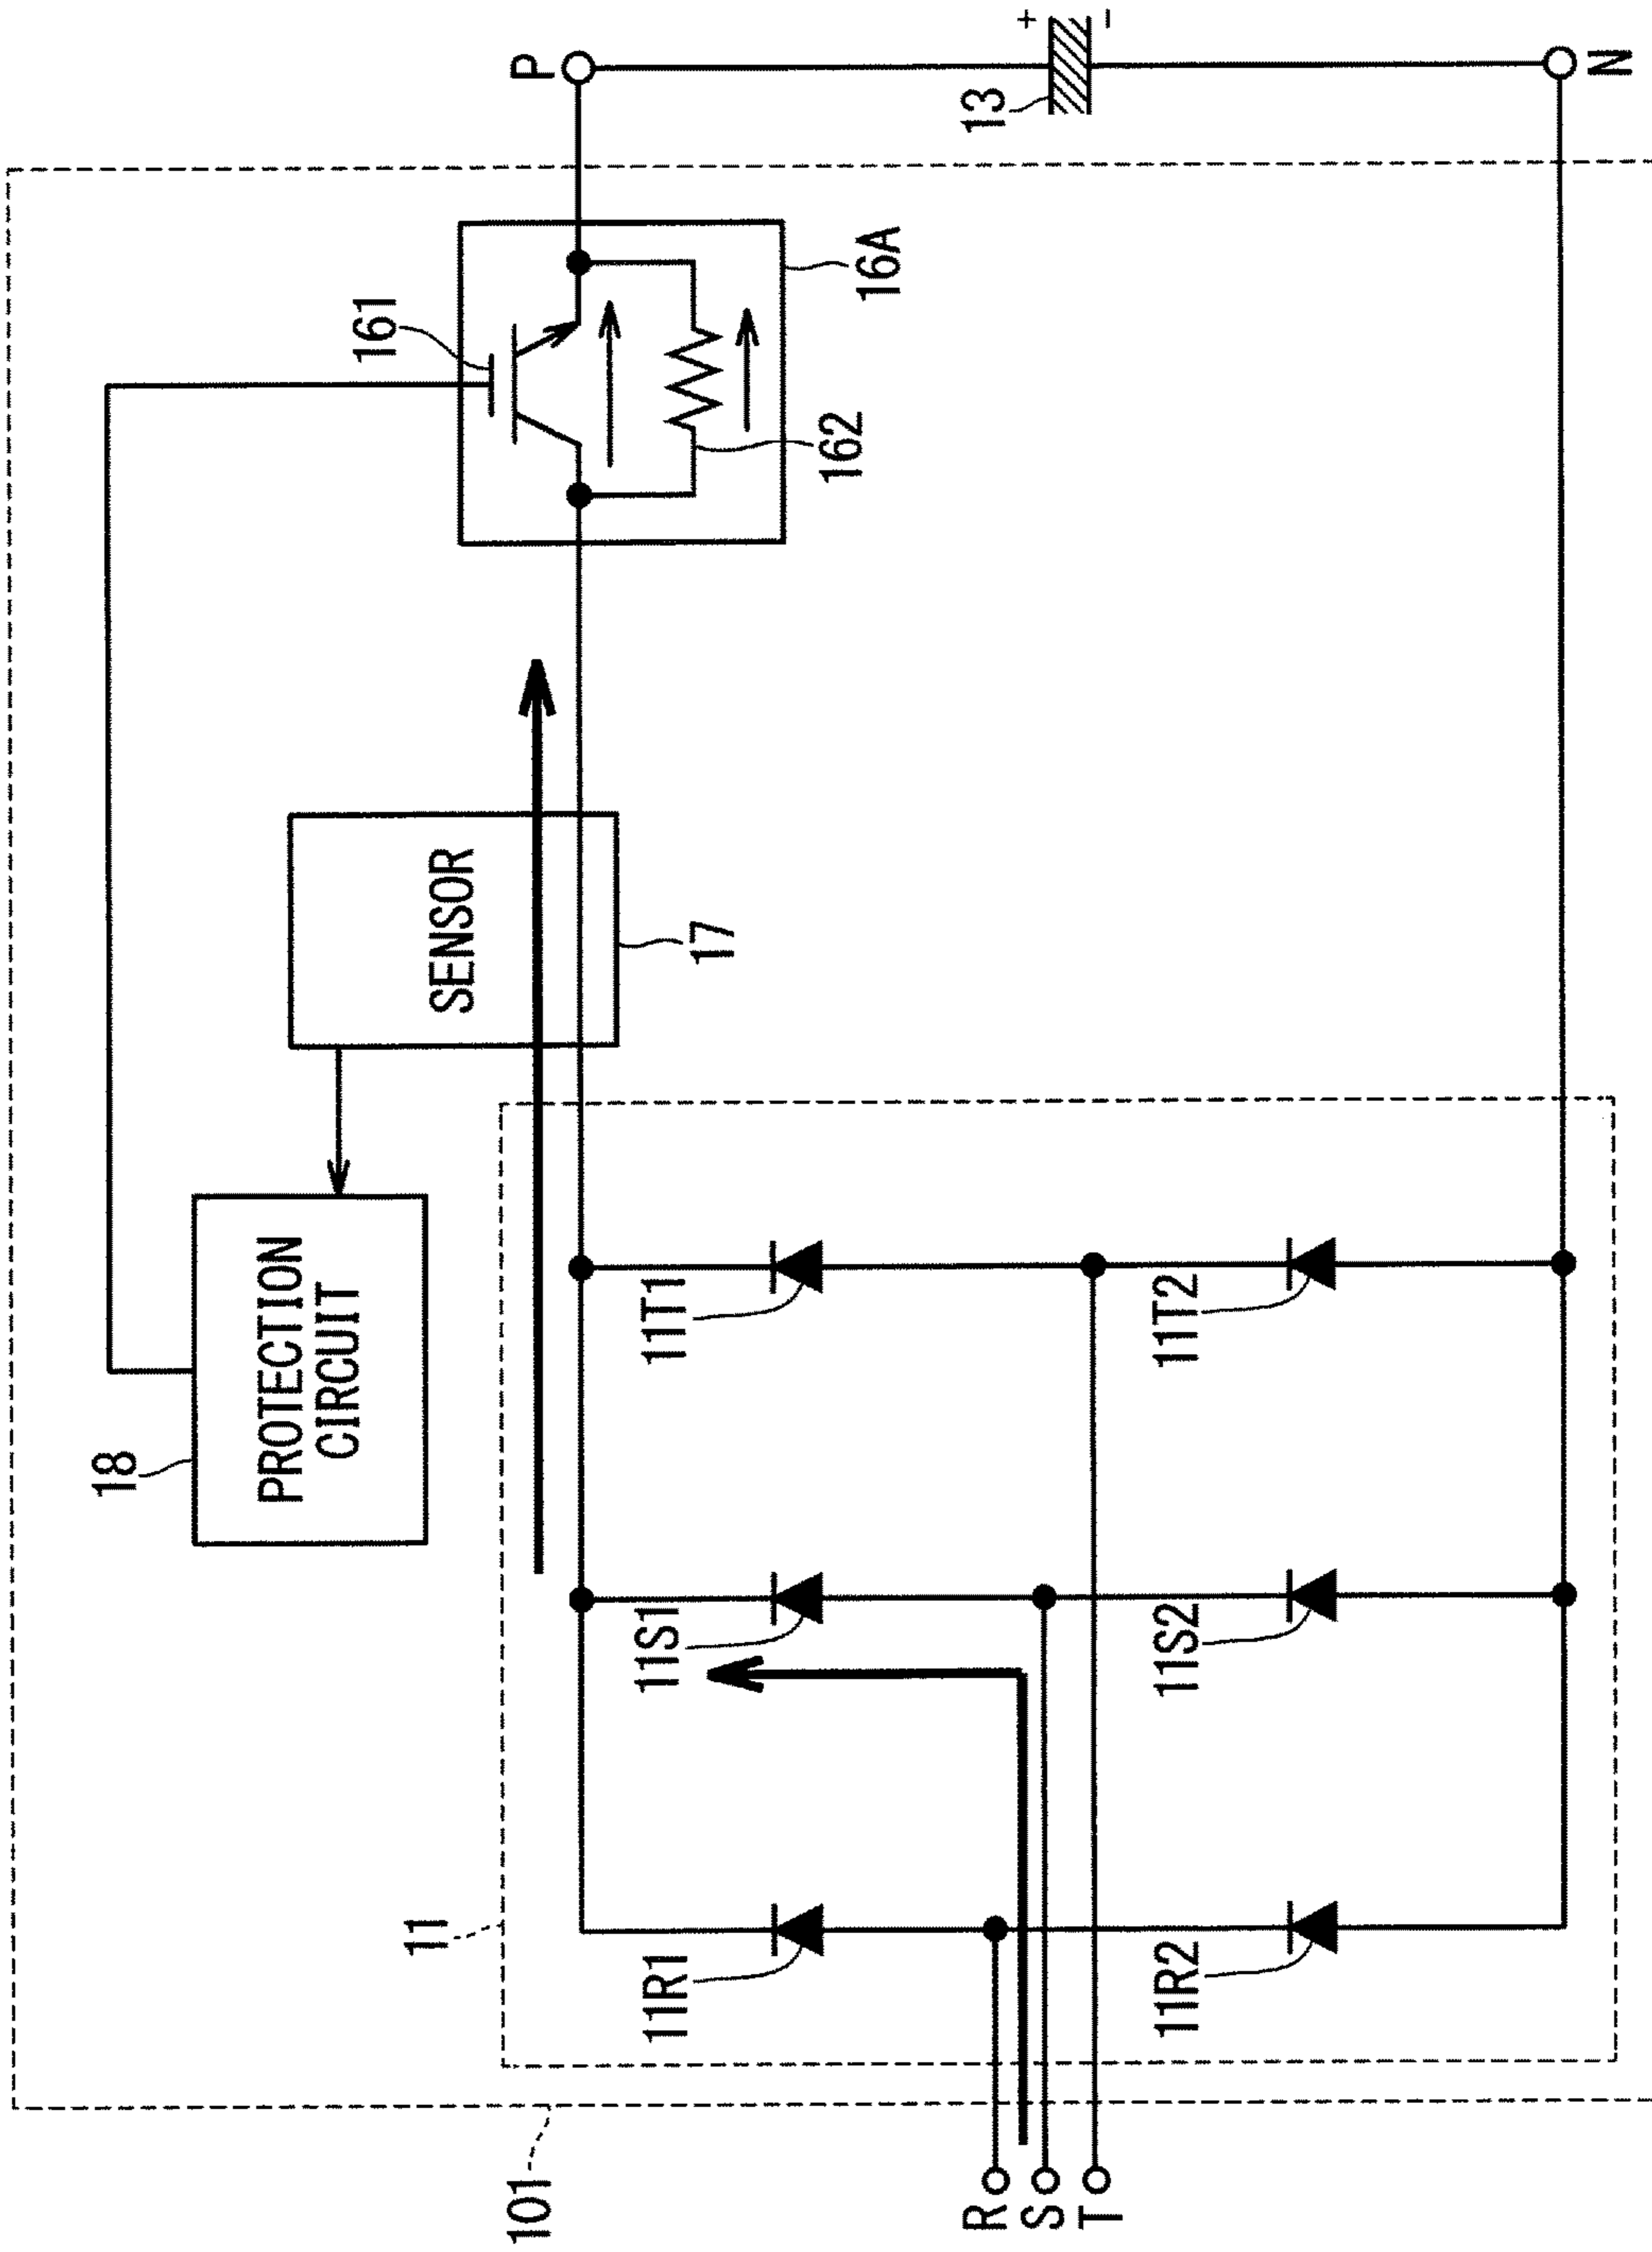 101
11
18
PROTECTION
CIRCUIT
SENSOR
17
161
162
16A
P
13
+
−
N
11R1
11S1
11T1
11R2
11S2
11T2
R
S
T